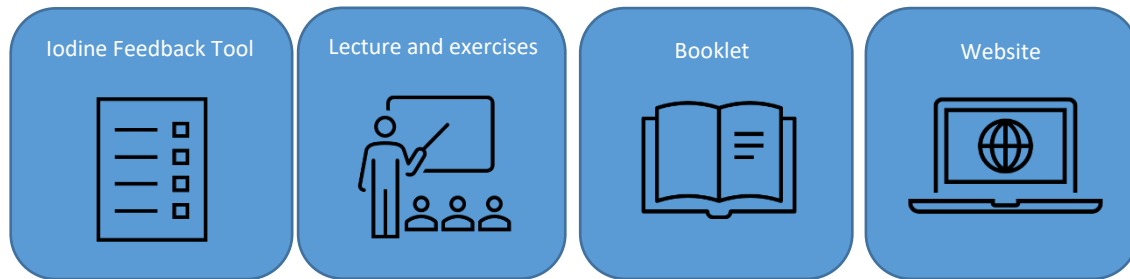 Iodine Feedback Tool
Lecture and exercises
Booklet
Website